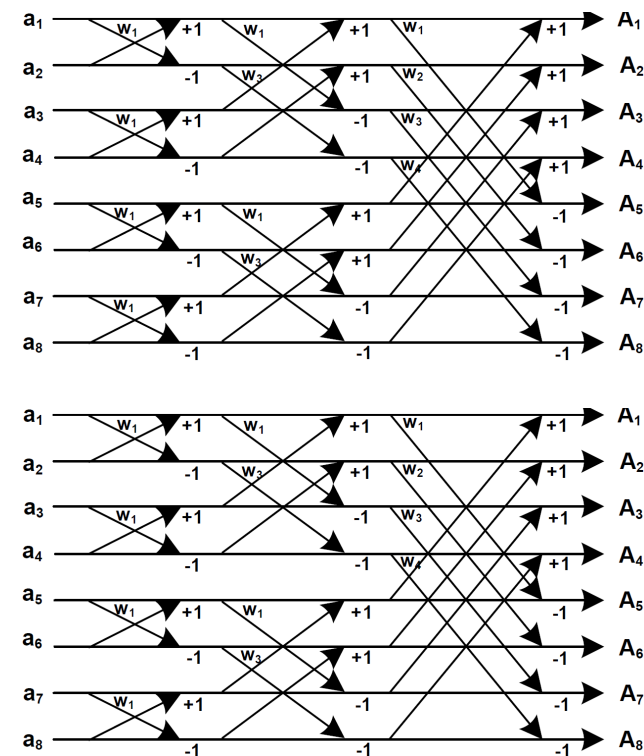 a₁ w₁ +1 w₁ +1 w₁ +1 A₁
a₂ -1 w₃ +1 w₂ +1 A₂
a₃ w₁ +1 -1 w₃ +1 A₃
a₄ -1 -1 w₄ +1 A₄
a₅ w₁ +1 w₁ +1 -1 A₅
a₆ -1 w₃ +1 -1 A₆
a₇ w₁ +1 -1 -1 A₇
a₈ -1 -1 -1 A₈
a₁ w₁ +1 w₁ +1 w₁ +1 A₁
a₂ -1 w₃ +1 w₂ +1 A₂
a₃ w₁ +1 -1 w₃ +1 A₃
a₄ -1 -1 w₄ +1 A₄
a₅ w₁ +1 w₁ +1 -1 A₅
a₆ -1 w₃ +1 -1 A₆
a₇ w₁ +1 -1 -1 A₇
a₈ -1 -1 -1 A₈